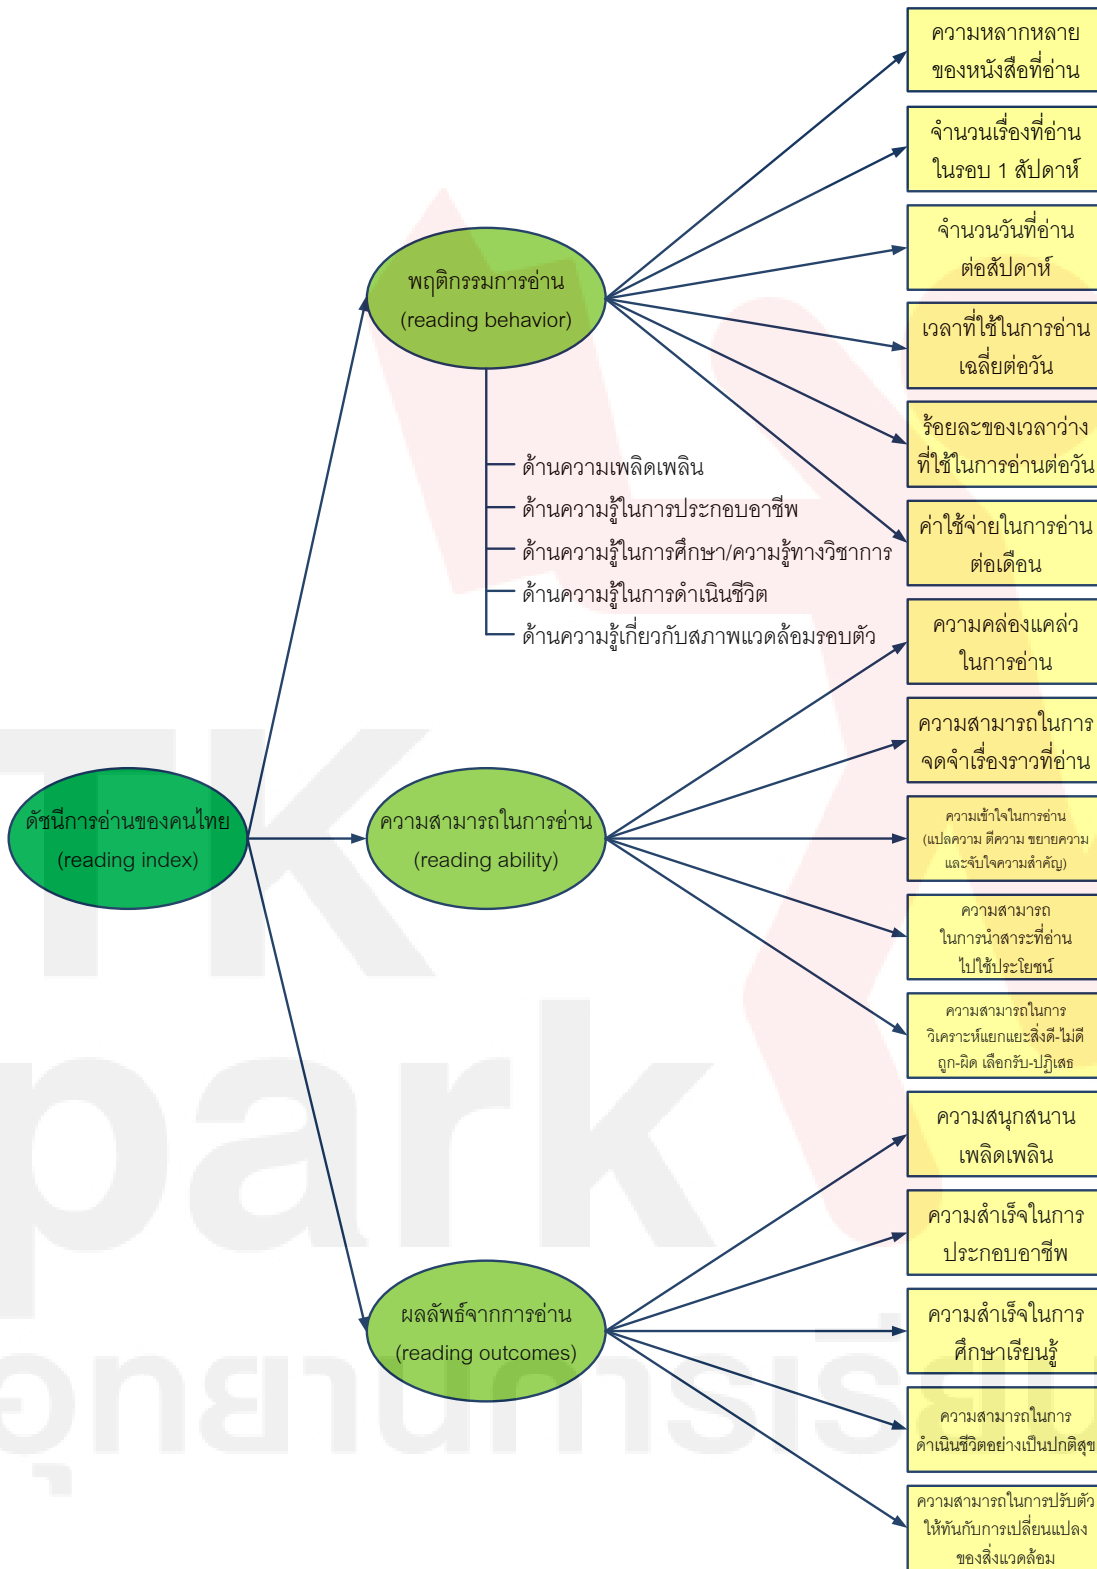 ความหลากหลาย
ของหนังสือที่อ่าน
จำนวนเรื่องที่อ่าน
ในรอบ 1 สัปดาห์
จำนวนวันที่อ่าน
ต่อสัปดาห์
พฤติกรรมการอ่าน
(reading behavior)
เวลาที่ใช้ในการอ่าน
เฉลี่ยต่อวัน
ร้อยละของเวลาว่าง
ที่ใช้ในการอ่านต่อวัน
ค่าใช้จ่ายในการอ่าน
ต่อเดือน
ด้านความเพลิดเพลิน
ด้านความรู้ในการประกอบอาชีพ
ด้านความรู้ในการศึกษา/ความรู้ทางวิชาการ
ด้านความรู้ในการดำเนินชีวิต
ด้านความรู้เกี่ยวกับสภาพแวดล้อมรอบตัว
ความคล่องแคล่ว
ในการอ่าน
ความสามารถในการ
จดจำเรื่องราวที่อ่าน
ดัชนีการอ่านของคนไทย
(reading index)
ความสามารถในการอ่าน
(reading ability)
ความเข้าใจในการอ่าน
(แปลความ ตีความ ขยายความ
และจับใจความสำคัญ)
ความสามารถ
ในการนำสาระที่อ่าน
ไปใช้ประโยชน์
ความสามารถในการ
วิเคราะห์แยกแยะสิ่งดี-ไม่ดี
ถูก-ผิด เลือกรับ-ปฏิเสธ
ความสนุกสนาน
เพลิดเพลิน
ความสำเร็จในการ
ประกอบอาชีพ
ผลลัพธ์จากการอ่าน
(reading outcomes)
ความสำเร็จในการ
ศึกษาเรียนรู้
ความสามารถในการ
ดำเนินชีวิตอย่างเป็นปกติสุข
ความสามารถในการปรับตัว
ให้ทันกับการเปลี่ยนแปลง
ของสิ่งแวดล้อม
TK
park